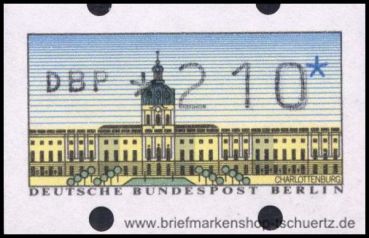 DBP *210*
CHARLOTTENBURG
DEUTSCHE BUNDESPOST BERLIN
www.briefmarkenshop-tschuertz.de